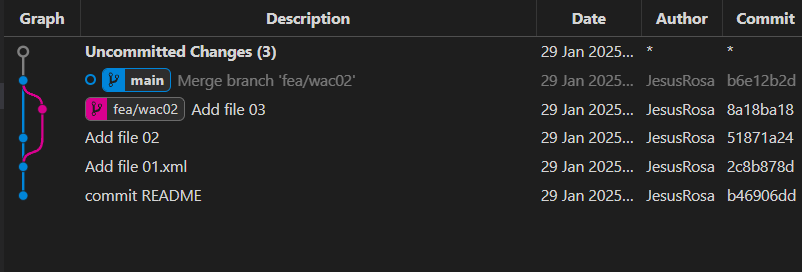 Graph Description Date Author Commit
Uncommitted Changes (3) 29 Jan 2025... * *
main Merge branch 'fea/wac02' 29 Jan 2025... JesusRosa b6e12b2d
fea/wac02 Add file 03 29 Jan 2025... JesusRosa 8a18ba18
Add file 02 29 Jan 2025... JesusRosa 51871a24
Add file 01.xml 29 Jan 2025... JesusRosa 2c8b878d
commit README 29 Jan 2025... JesusRosa b46906dd